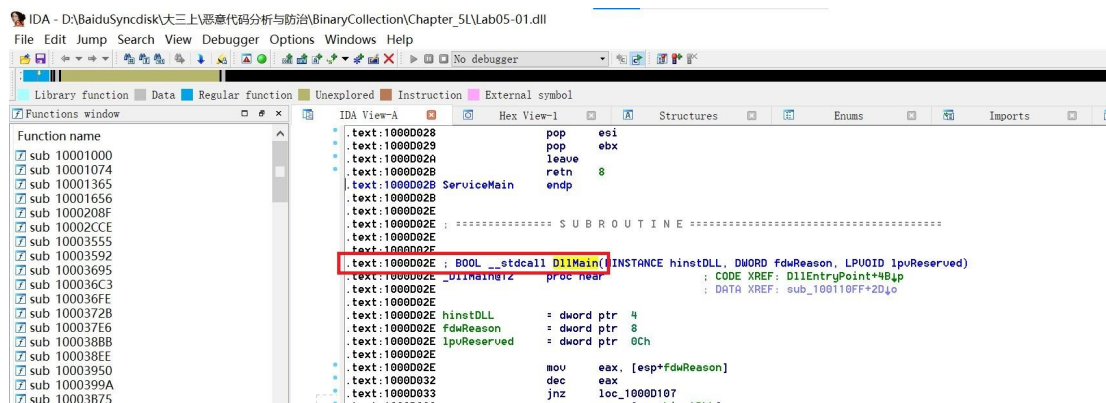 IDA - D:\BaiduSyncdisk\大三上\恶意代码分析与防治\BinaryCollection\Chapter_5L\Lab05-01.dll
File Edit Jump Search View Debugger Options Windows Help
No debugger
Library function Data Regular function Unexplored Instruction External symbol
Functions window
IDA View-A Hex View-1 Structures Enums Imports
Function name
sub_10001000
sub_10001074
sub_10001365
sub_10001656
sub_1000208F
sub_10002CCE
sub_10003555
sub_10003592
sub_10003695
sub_100036C3
sub_100036FE
sub_1000372B
sub_100037E6
sub_100038BB
sub_100038EE
sub_10003950
sub_1000399A
sub_10003B75
.text:1000D028 pop esi
.text:1000D029 pop ebx
.text:1000D02A leave
.text:1000D02B retn 8
.text:1000D02B ServiceMain endp
.text:1000D02B
.text:1000D02E
.text:1000D02E ; =============== S U B R O U T I N E =======================================
.text:1000D02E
.text:1000D02E
.text:1000D02E ; BOOL __stdcall DllMain(HINSTANCE hinstDLL, DWORD fdwReason, LPVOID lpvReserved)
.text:1000D02E _DllMain@12 proc near ; CODE XREF: DllEntryPoint+4B↓p
.text:1000D02E ; DATA XREF: sub_100110FF+2D↓o
.text:1000D02E
.text:1000D02E hinstDLL = dword ptr 4
.text:1000D02E fdwReason = dword ptr 8
.text:1000D02E lpvReserved = dword ptr 0Ch
.text:1000D02E
.text:1000D02E mov eax, [esp+fdwReason]
.text:1000D032 dec eax
.text:1000D033 jnz loc_1000D107